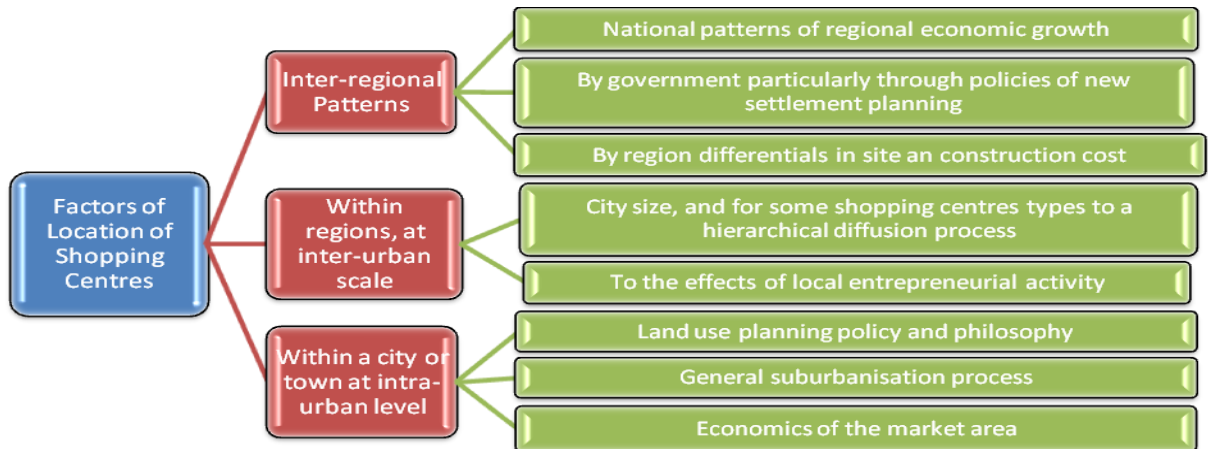 Factors of
Location of
Shopping
Centres
Inter-regional
Patterns
National patterns of regional economic growth
By government particularly through policies of new
settlement planning
By region differentials in site an construction cost
Within
regions, at
inter-urban
scale
City size, and for some shopping centres types to a
hierarchical diffusion process
To the effects of local entrepreneurial activity
Within a city or
town at intra-
urban level
Land use planning policy and philosophy
General suburbanisation process
Economics of the market area